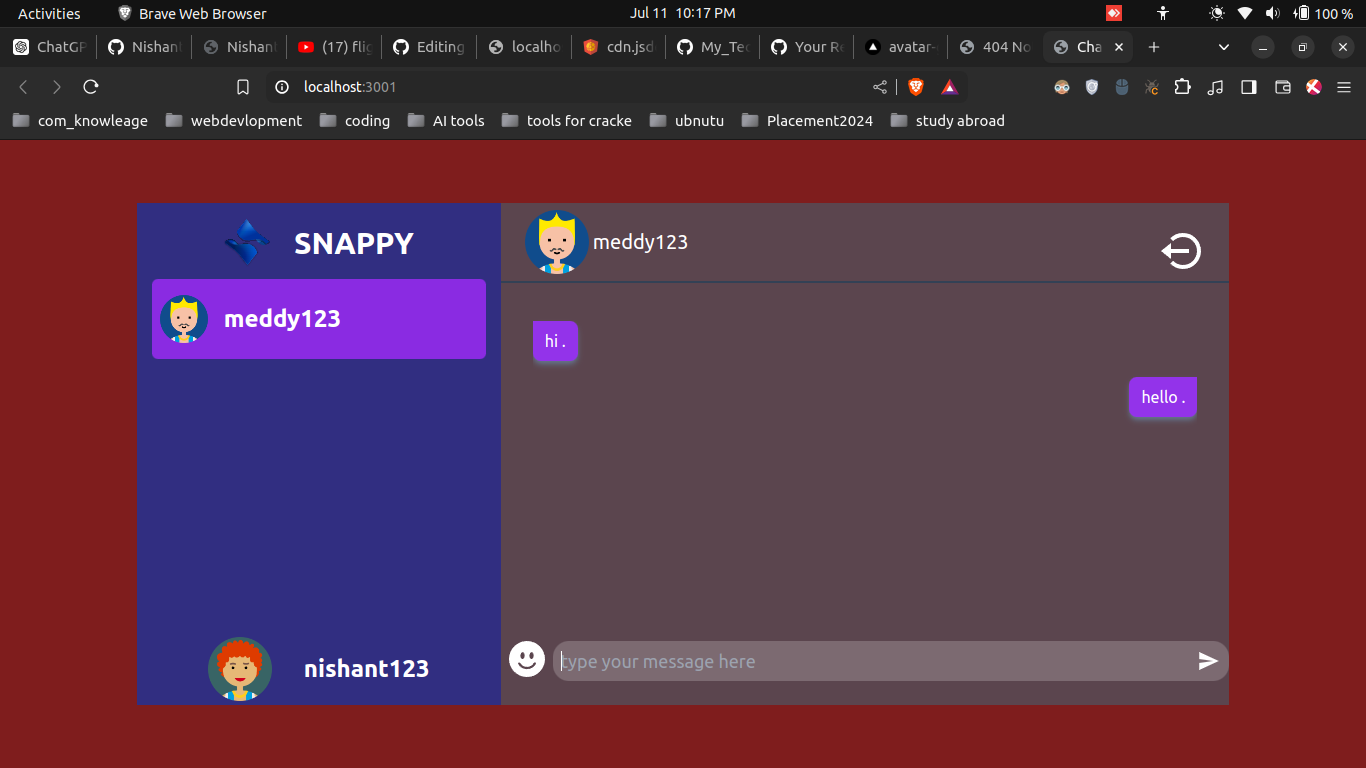 Activities Brave Web Browser Jul 11 10:17 PM 100 %
ChatGP Nishant Nishant (17) flig Editing localho cdn.jsd My_Tec Your Re avatar- 404 No Cha
localhost:3001
com_knowleage webdevlopment coding AI tools tools for cracke ubnutu Placement2024 study abroad
SNAPPY meddy123
meddy123
hi .
hello .
type your message here
nishant123